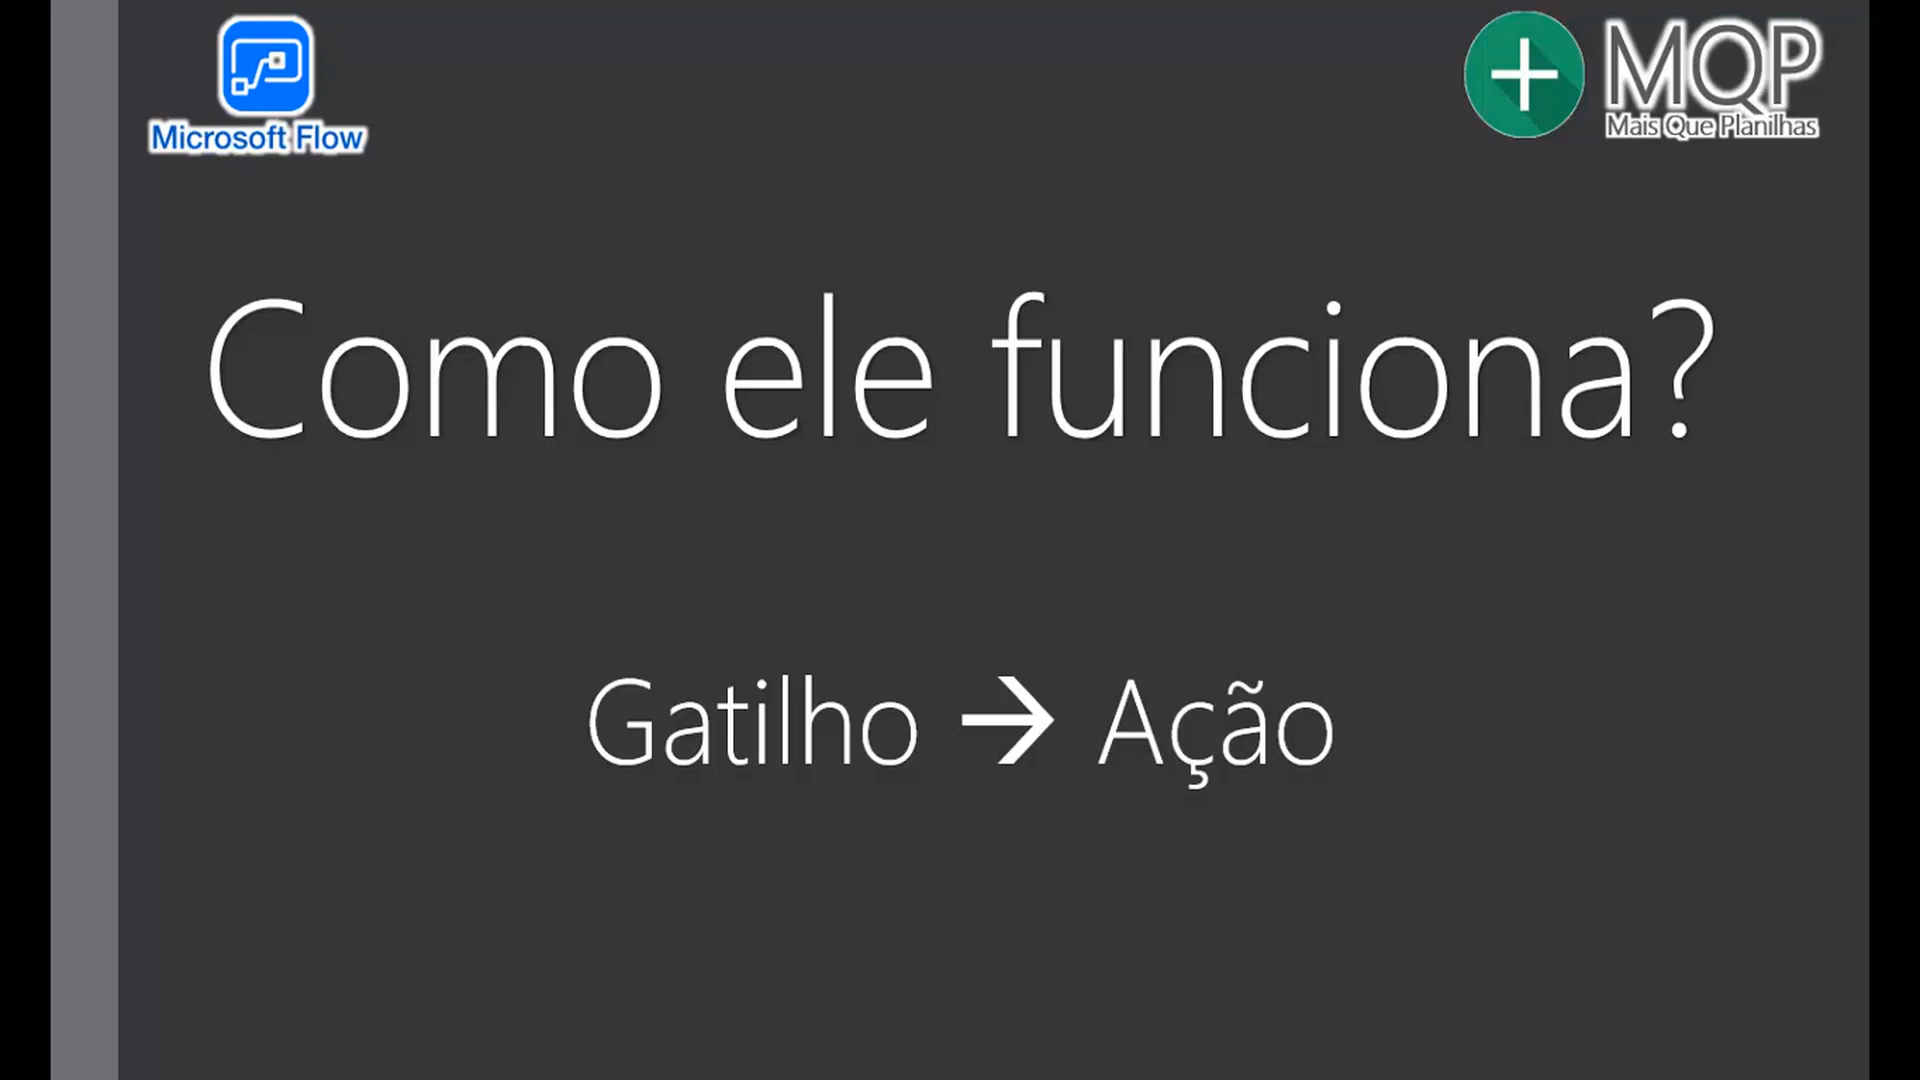 Microsoft Flow
MQP
Mais Que Planilhas
Como ele funciona?
Gatilho → Ação